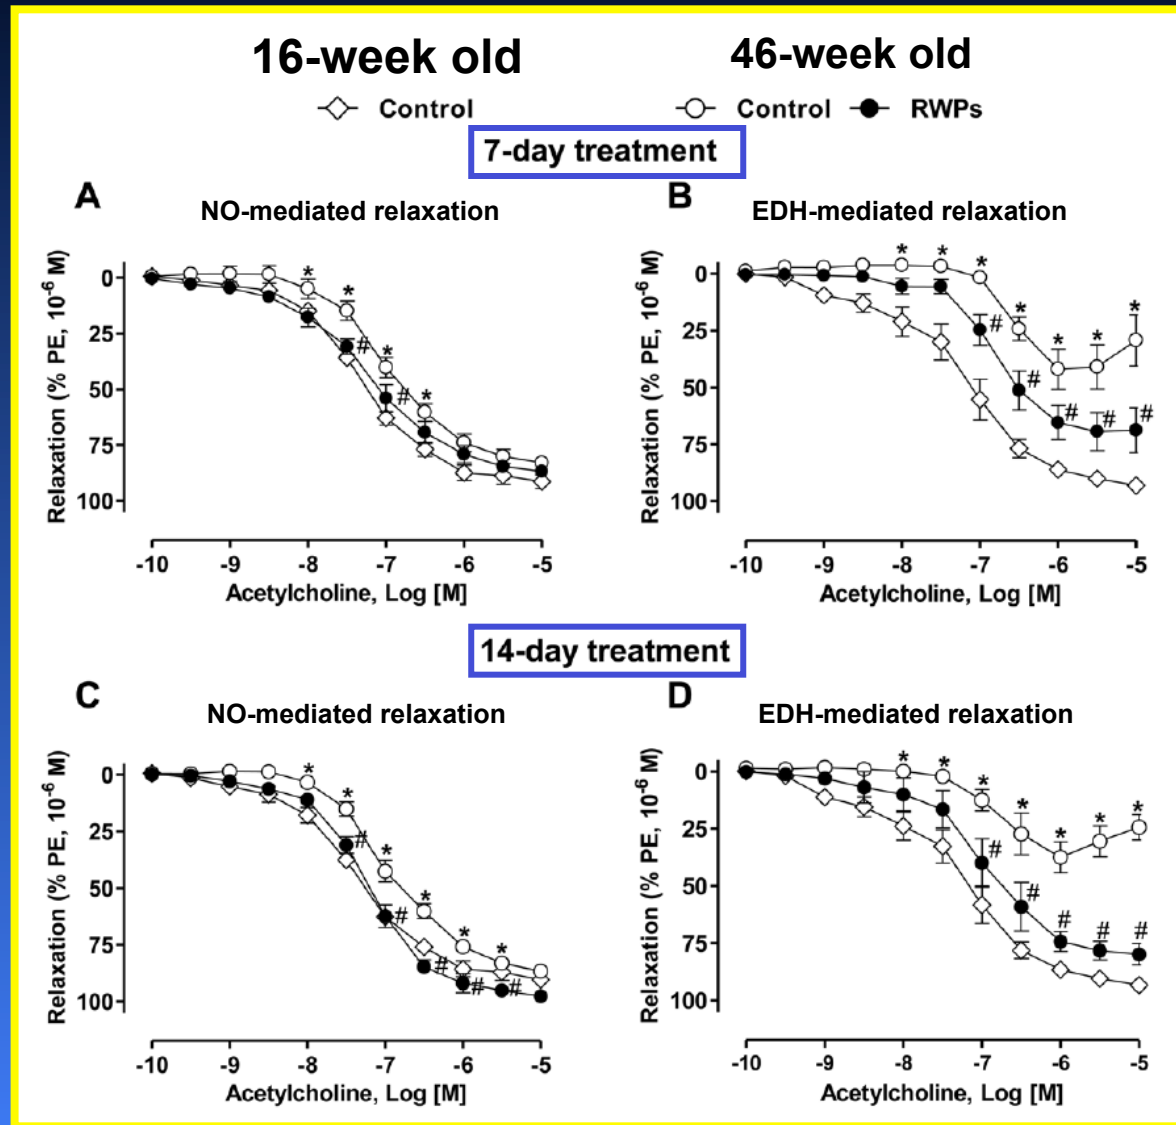 16-week old 46-week old
Control Control RWPs
7-day treatment
A B
NO-mediated relaxation EDH-mediated relaxation
Relaxation (% PE, 10⁻⁶ M) Relaxation (% PE, 10⁻⁶ M)
0 * * * * # #
25
50
75
100
0 * * * * * * * # # # # #
25
50
75
100
-10 -9 -8 -7 -6 -5 -10 -9 -8 -7 -6 -5
Acetylcholine, Log [M] Acetylcholine, Log [M]
14-day treatment
C D
NO-mediated relaxation EDH-mediated relaxation
Relaxation (% PE, 10⁻⁶ M) Relaxation (% PE, 10⁻⁶ M)
0 * * * * * * # # # # #
25
50
75
100
0 * * * * * * * # # # # #
25
50
75
100
-10 -9 -8 -7 -6 -5 -10 -9 -8 -7 -6 -5
Acetylcholine, Log [M] Acetylcholine, Log [M]